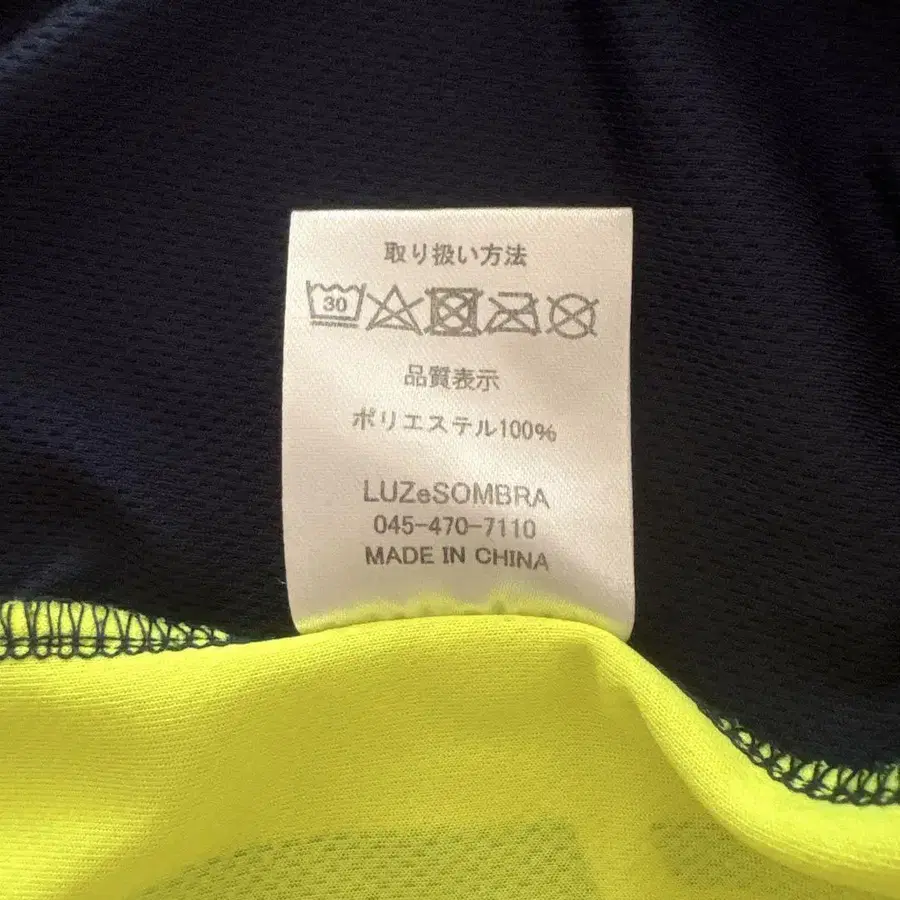 取り扱い方法
30
品質表示
ポリエステル100%
LUZeSOMBRA
045-470-7110
MADE IN CHINA